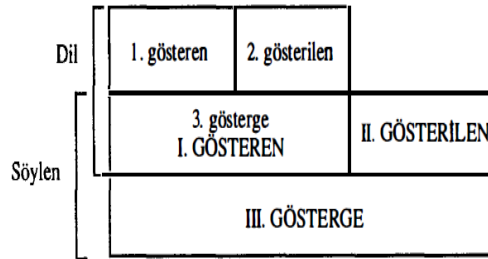 Dil
1. gösteren
2. gösterilen
3. gösterge
I. GÖSTEREN
II. GÖSTERİLEN
Söylen
III. GÖSTERGE